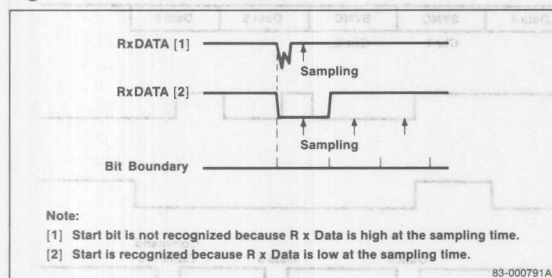 RxDATA [1]
Sampling
RxDATA [2]
Sampling
Bit Boundary
Note:
[1] Start bit is not recognized because R x Data is high at the sampling time.
[2] Start is recognized because R x Data is low at the sampling time.
83-000791A